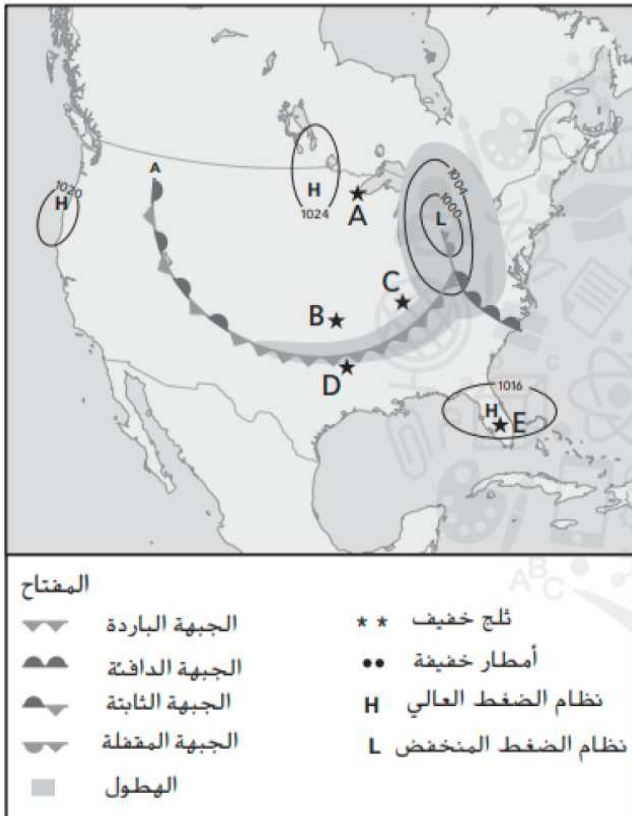 1004
1000
L
A
1020
H
H
1024
A
C
B
D
1016
H
E
المفتاح
الجبهة الباردة
الجبهة الدافئة
الجبهة الثابتة
الجبهة المقفلة
الهطول
ثلج خفيف
أمطار خفيفة
نظام الضغط العالي H
نظام الضغط المنخفض L
ABC